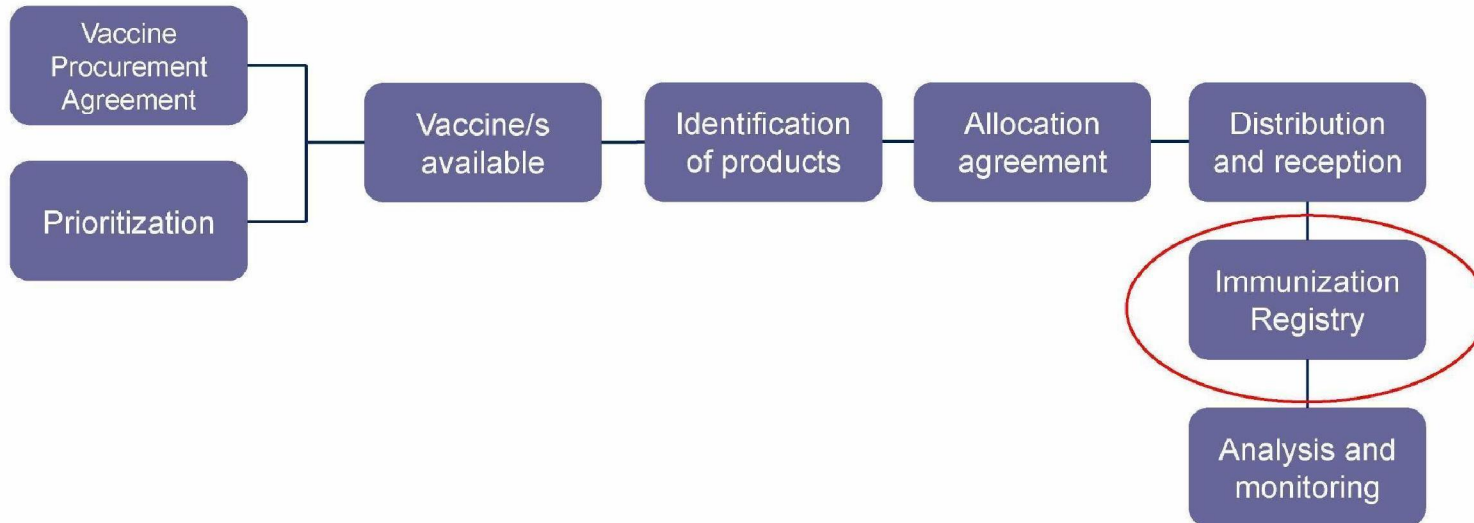 Vaccine
Procurement
Agreement
Prioritization
Vaccine/s
available
Identification
of products
Allocation
agreement
Distribution
and reception
Immunization
Registry
Analysis and
monitoring